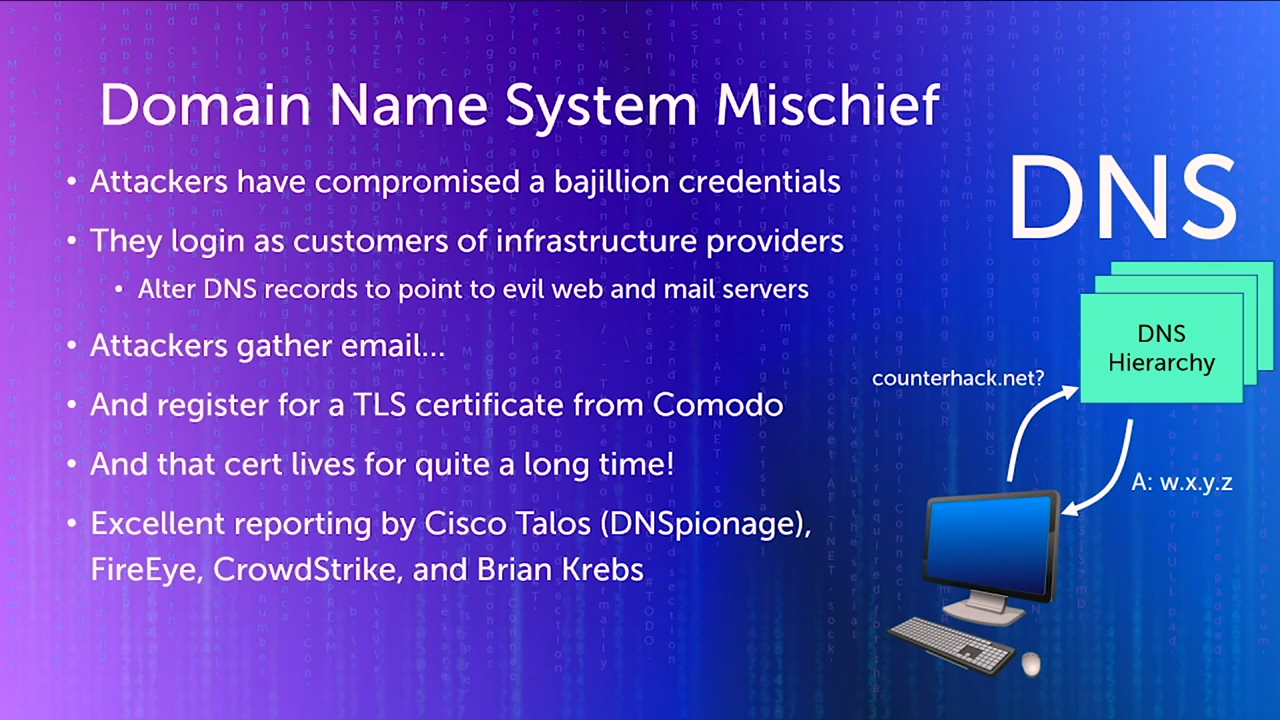 Domain Name System Mischief
• Attackers have compromised a bajillion credentials
• They login as customers of infrastructure providers
• Alter DNS records to point to evil web and mail servers
• Attackers gather email...
• And register for a TLS certificate from Comodo
• And that cert lives for quite a long time!
• Excellent reporting by Cisco Talos (DNSpionage),
FireEye, CrowdStrike, and Brian Krebs
DNS
DNS
Hierarchy
counterhack.net?
A: w.x.y.z